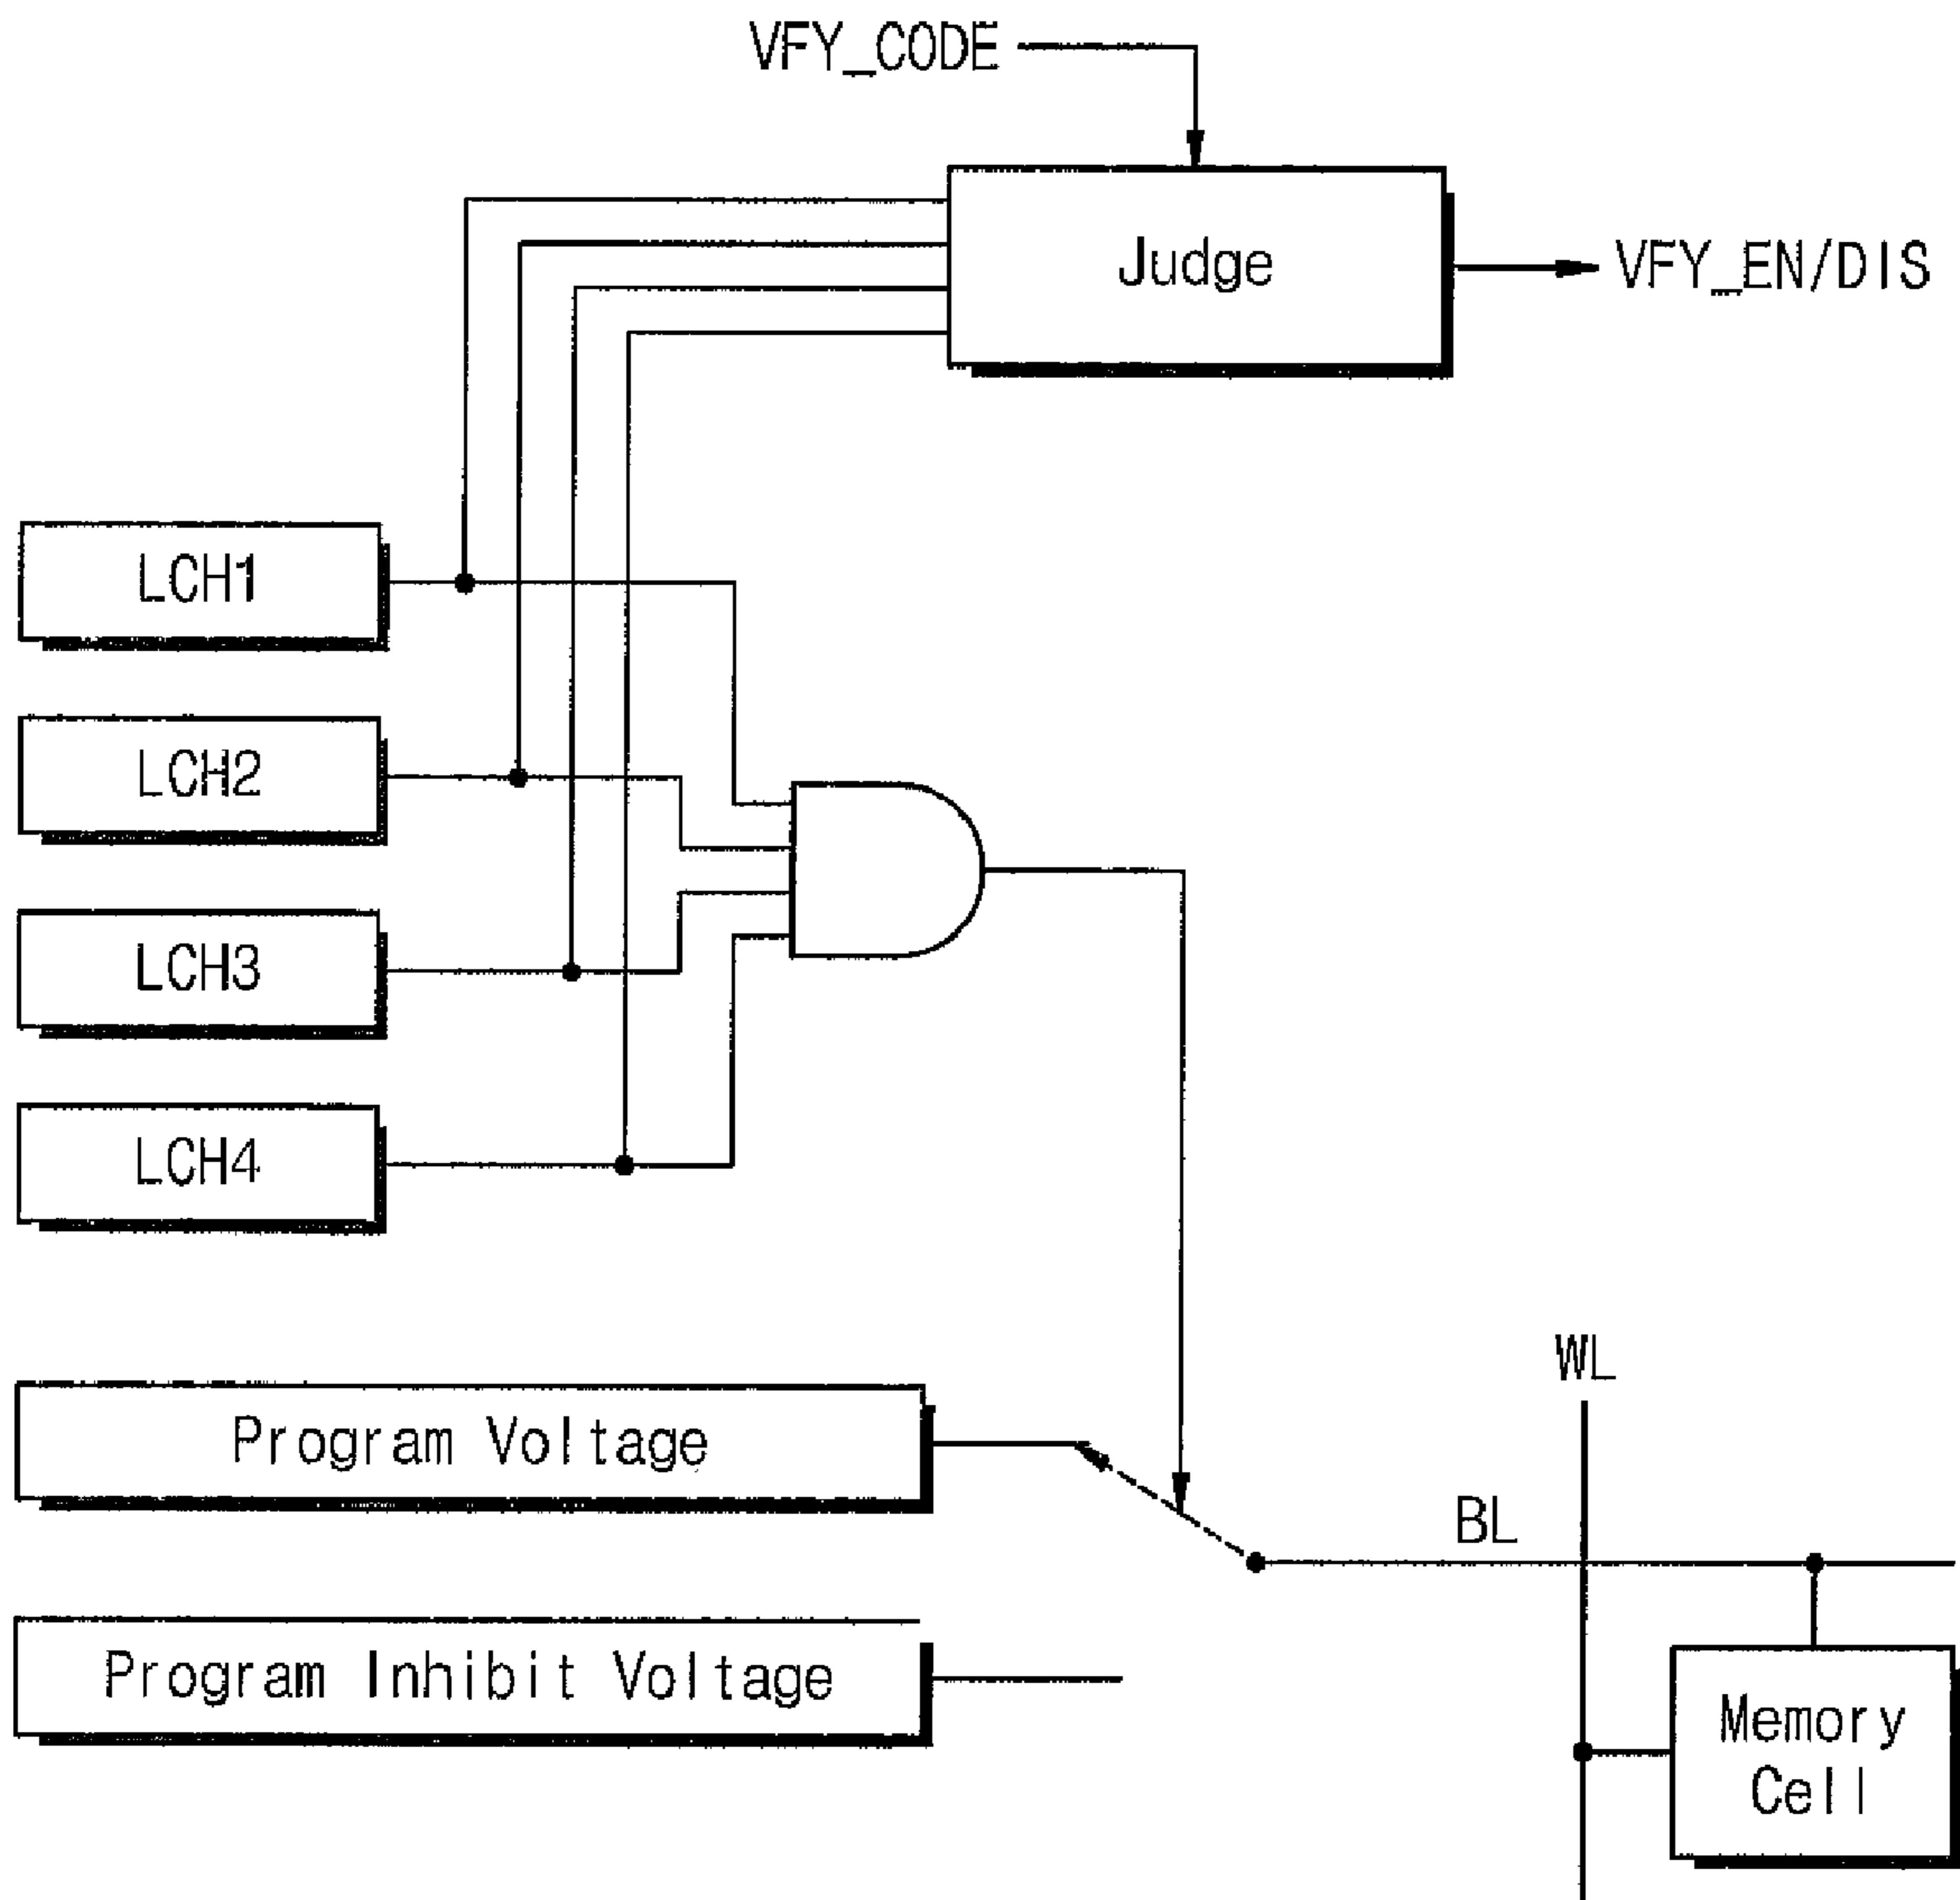 VFY_CODE
Judge
VFY_EN/DIS
LCH1
LCH2
LCH3
LCH4
WL
Program Voltage
BL
Program Inhibit Voltage
Memory
Cell